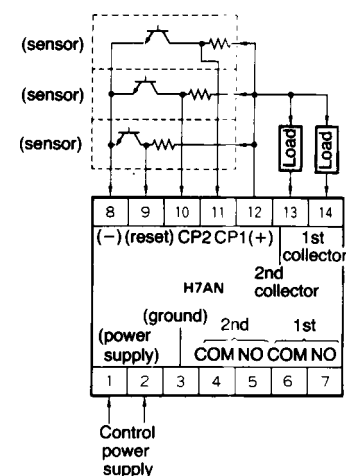 (sensor)
(sensor)
(sensor)
Load
Load
8 9 10 11 12 13 14
(−) (reset) CP2 CP1 (+) 1st
collector
2nd
H7AN collector
(ground)
2nd 1st
(power
supply) COM NO COM NO
1 2 3 4 5 6 7
Control
power
supply